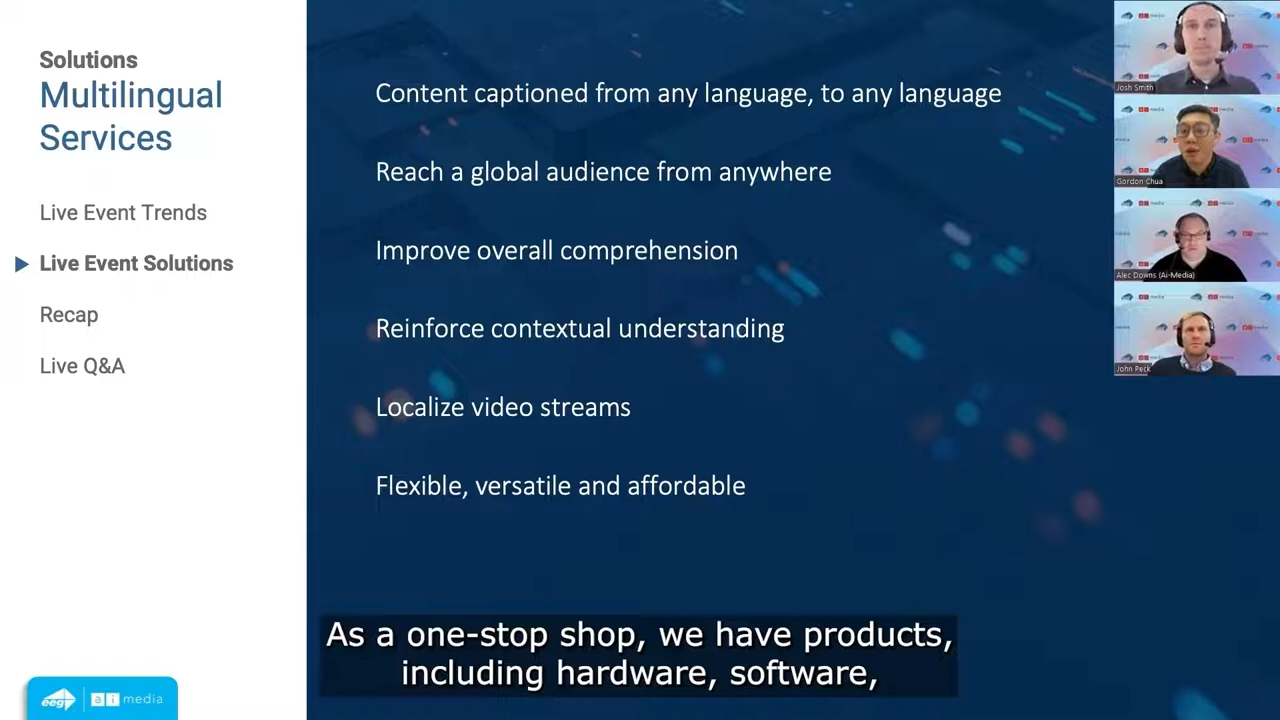 Solutions
Multilingual
Services
Live Event Trends
Live Event Solutions
Recap
Live Q&A
Content captioned from any language, to any language
Reach a global audience from anywhere
Improve overall comprehension
Reinforce contextual understanding
Localize video streams
Flexible, versatile and affordable
As a one-stop shop, we have products,
including hardware, software,
eeg ai media
Josh Smith
Gordon Chua
Alec Downs (Ai-Media)
John Peck